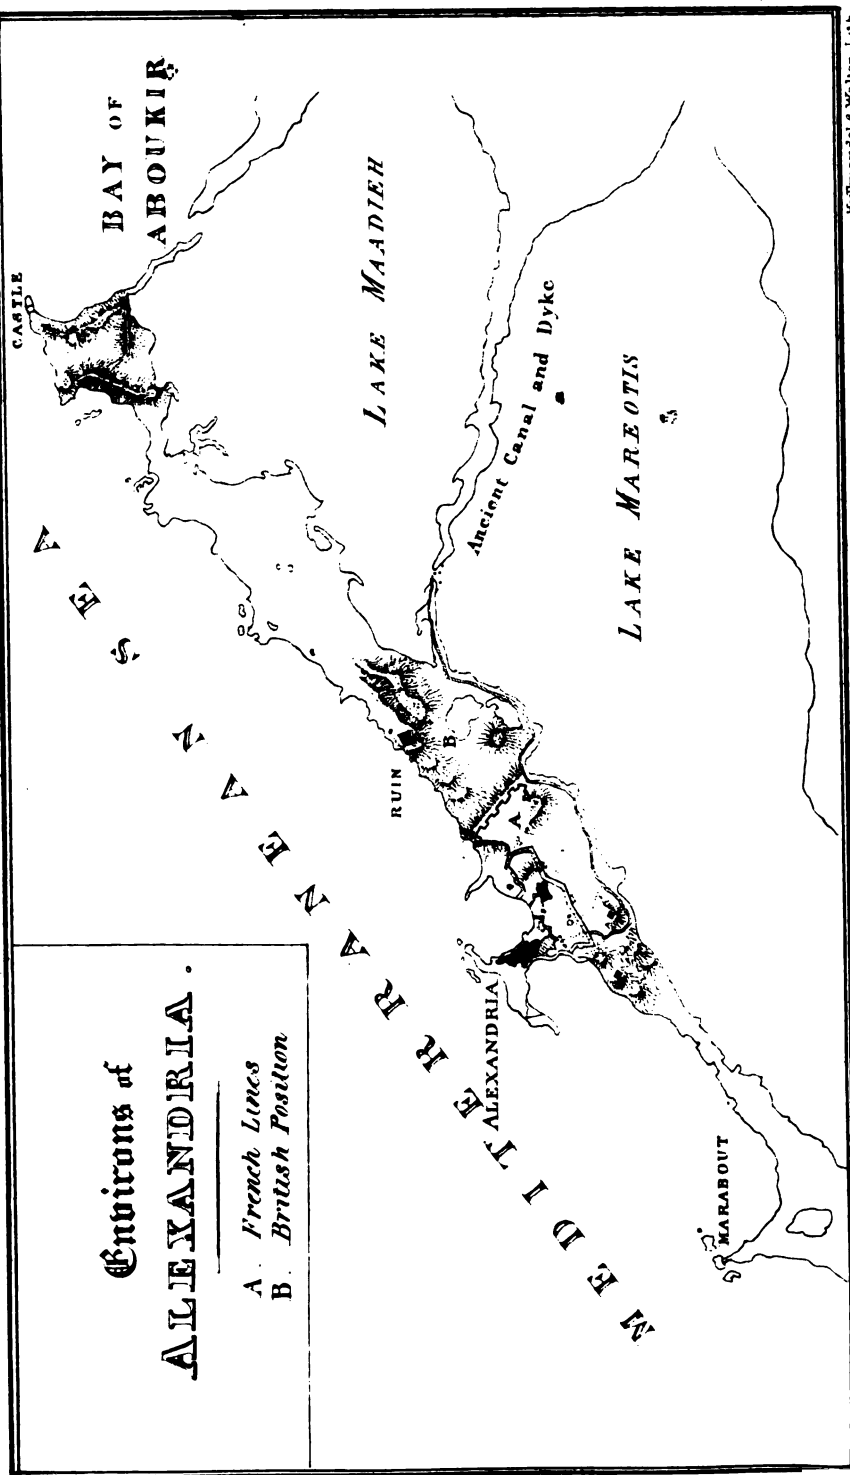 Environs of
ALEXANDRIA.
A. French Lines
B. British Position
MEDITERRANEAN SEA
CASTLE
BAY OF
ABOUKIR
LAKE MAADIEH
Ancient Canal and Dyke
LAKE MAREOTIS
RUIN
B
A
ALEXANDRIA
MARABOUT